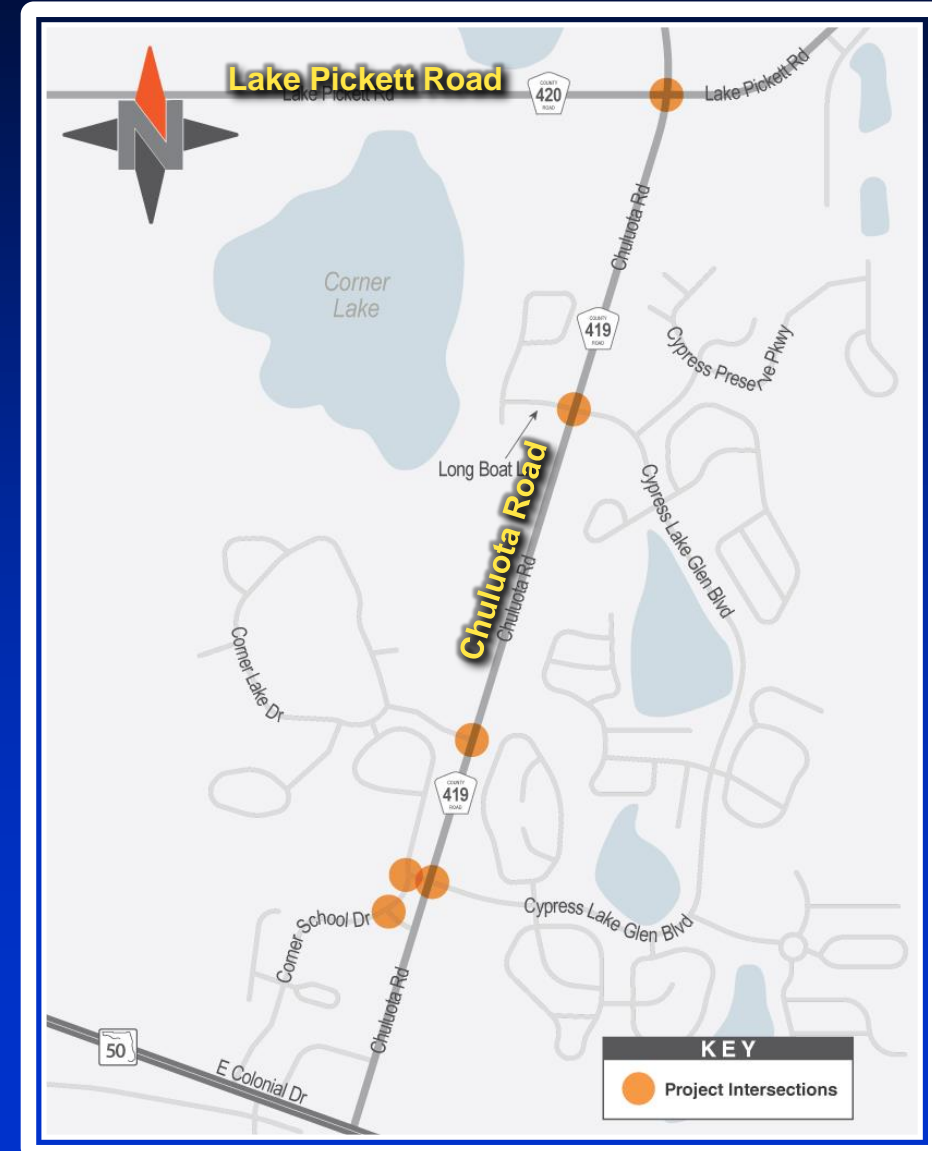 Lake Pickett Road
Lake Pickett Rd
COUNTY
420
ROAD
Lake Pickett Rd
N
Chuluota Rd
Corner
Lake
COUNTY
419
ROAD
Cypress Preserve Pkwy
Long Boat L
Chuluota Road
Chuluota Rd
Cypress Lake Glen Blvd
Corner Lake Dr
COUNTY
419
ROAD
Corner School Dr
Cypress Lake Glen Blvd
Chuluota Rd
50
E Colonial Dr
KEY
Project Intersections